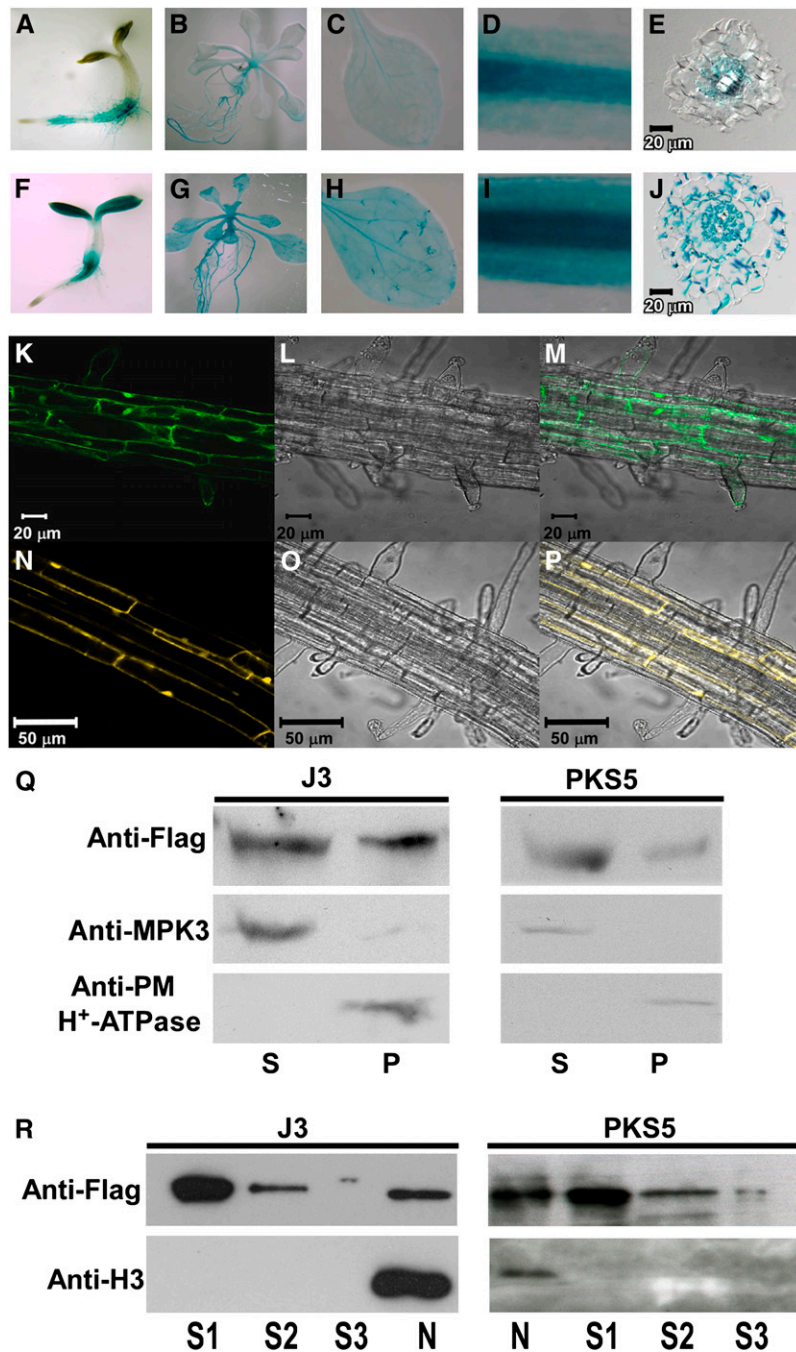 A B C D E
20 µm
F G H I J
20 µm
K L M
20 µm 20 µm 20 µm
N O P
50 µm 50 µm 50 µm
Q J3 PKS5
Anti-Flag
Anti-MPK3
Anti-PM
H⁺-ATPase
S P S P
R J3 PKS5
Anti-Flag
Anti-H3
S1 S2 S3 N N S1 S2 S3